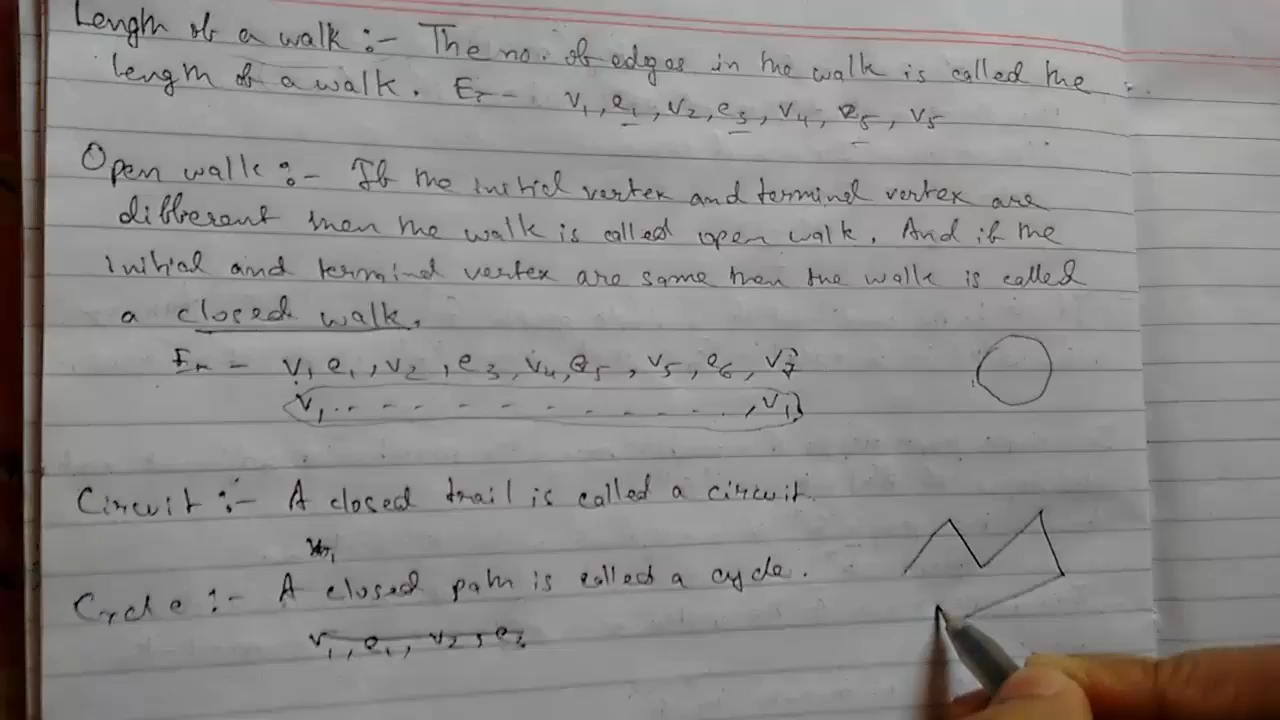 Length of a walk :- The no. of edges in the walk is called the
length of a walk. Ex - v1, e1, v2, e3, v4, e5, v5
Open walk :- If the initial vertex and terminal vertex are
different then the walk is called open walk. And if the
initial and terminal vertex are same then the walk is called
a closed walk.
Ex - v1 e1, v2, e3, v4, e5, v5, e6, v7
v1 . . - - - - - - - - . . , v1
Circuit :- A closed trail is called a circuit.
Cycle :- A closed path is called a cycle.
v1, e1, v2, e3